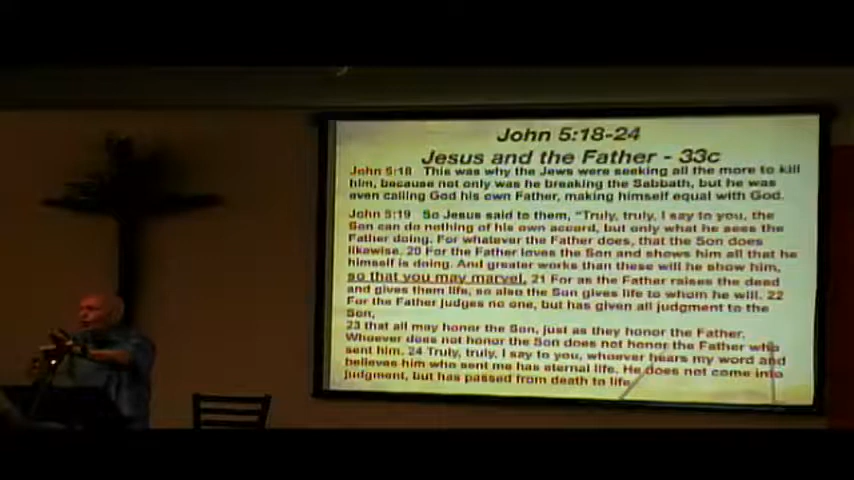 John 5:18-24
Jesus and the Father - 33c
John 5:18 This was why the Jews were seeking all the more to kill
him, because not only was he breaking the Sabbath, but he was
even calling God his own Father, making himself equal with God.
John 5:19 So Jesus said to them, "Truly, truly, I say to you, the
Son can do nothing of his own accord, but only what he sees the
Father doing. For whatever the Father does, that the Son does
likewise. 20 For the Father loves the Son and shows him all that he
himself is doing. And greater works than these will he show him,
so that you may marvel. 21 For as the Father raises the dead
and gives them life, so also the Son gives life to whom he will. 22
For the Father judges no one, but has given all judgment to the
Son,
23 that all may honor the Son, just as they honor the Father.
Whoever does not honor the Son does not honor the Father who
sent him. 24 Truly, truly, I say to you, whoever hears my word and
believes him who sent me has eternal life. He does not come into
judgment, but has passed from death to life.